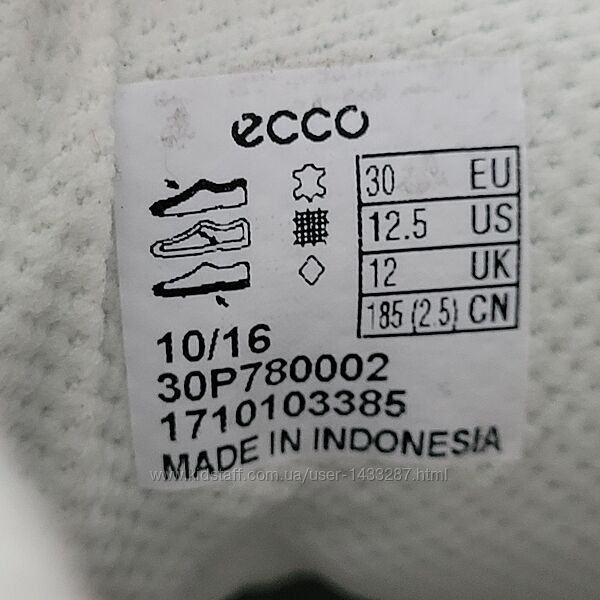 ecco
30 EU
12.5 US
12 UK
185 (2.5) CN
10/16
30P780002
1710103385
MADE IN INDONESIA
www.kidstaff.com.ua/user-1433287.html